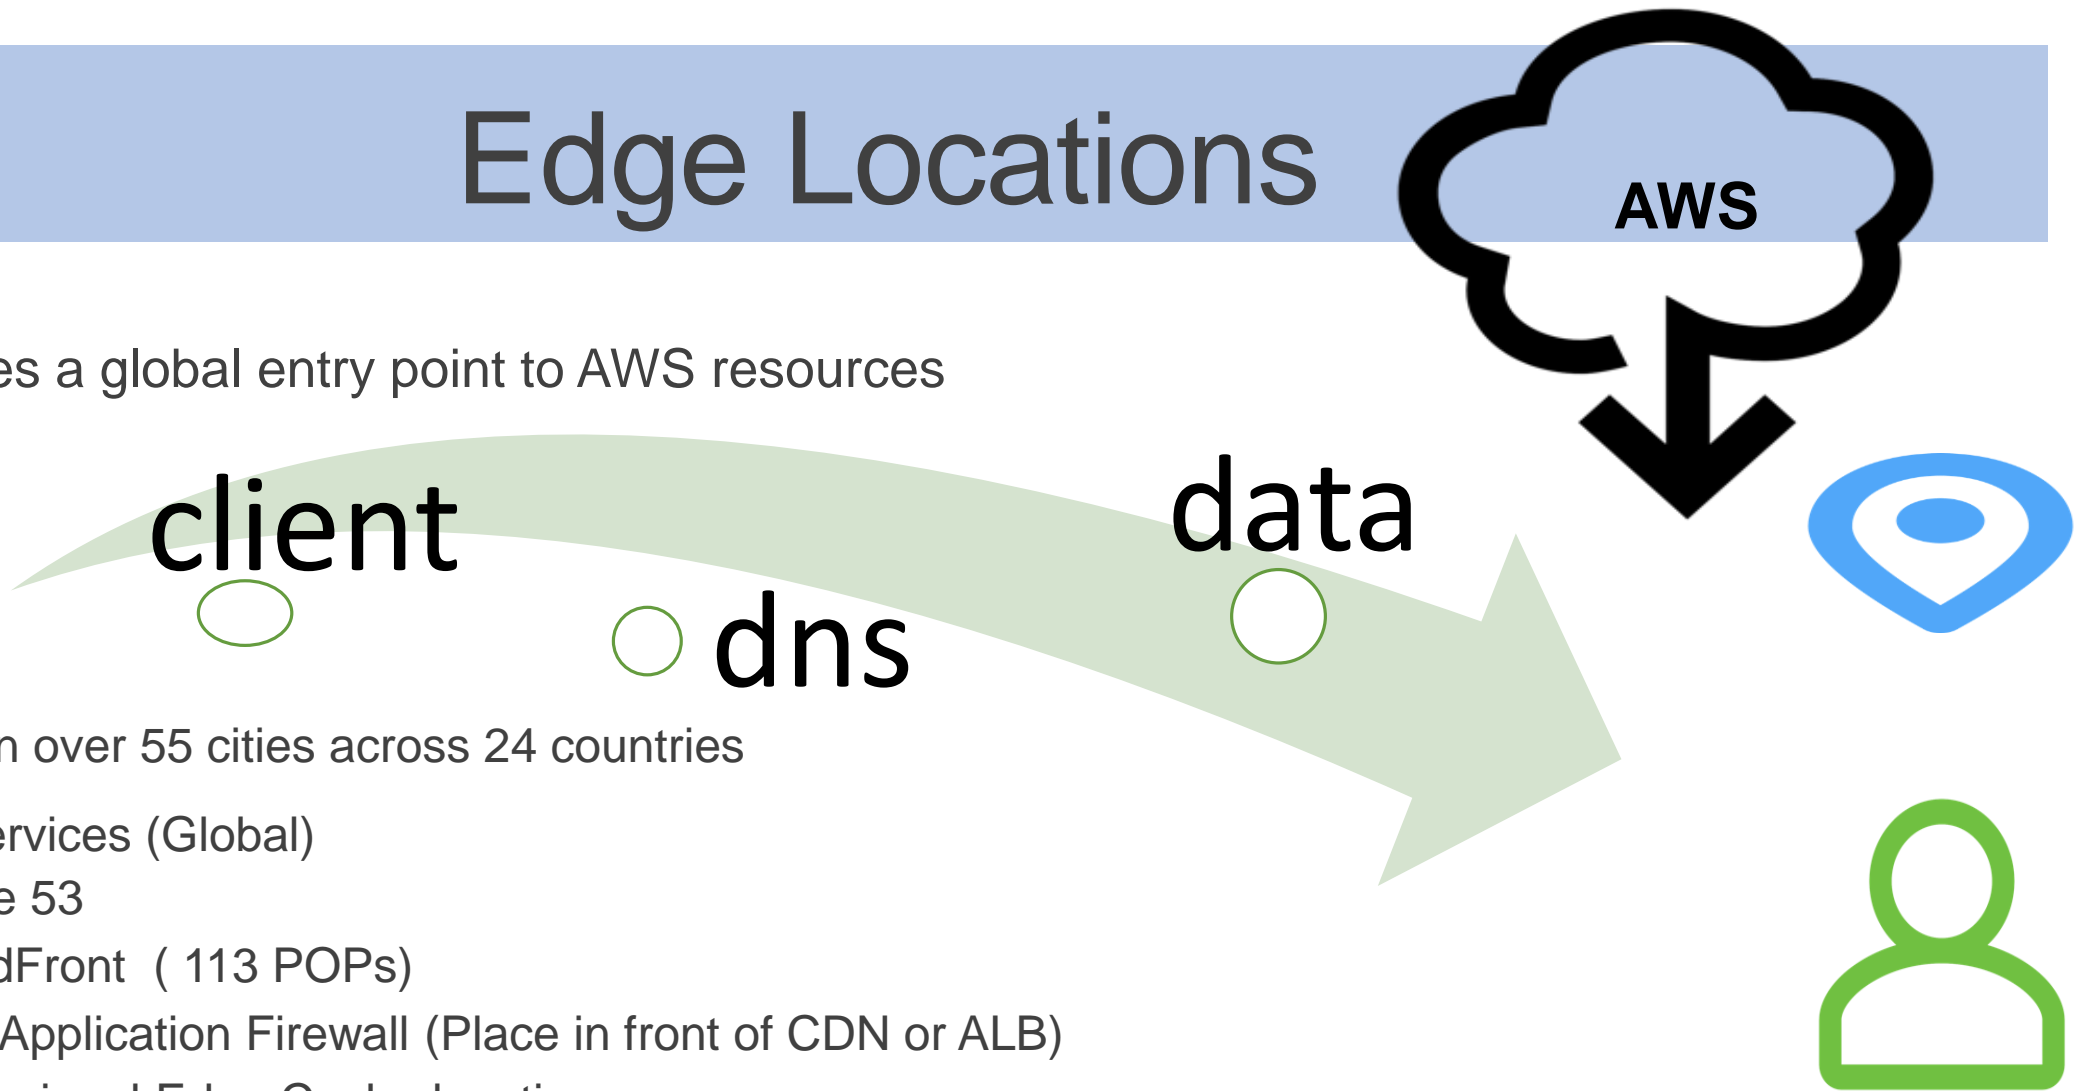 Edge Locations
AWS
es a global entry point to AWS resources
client
data
dns
n over 55 cities across 24 countries
ervices (Global)
e 53
dFront ( 113 POPs)
Application Firewall (Place in front of CDN or ALB)